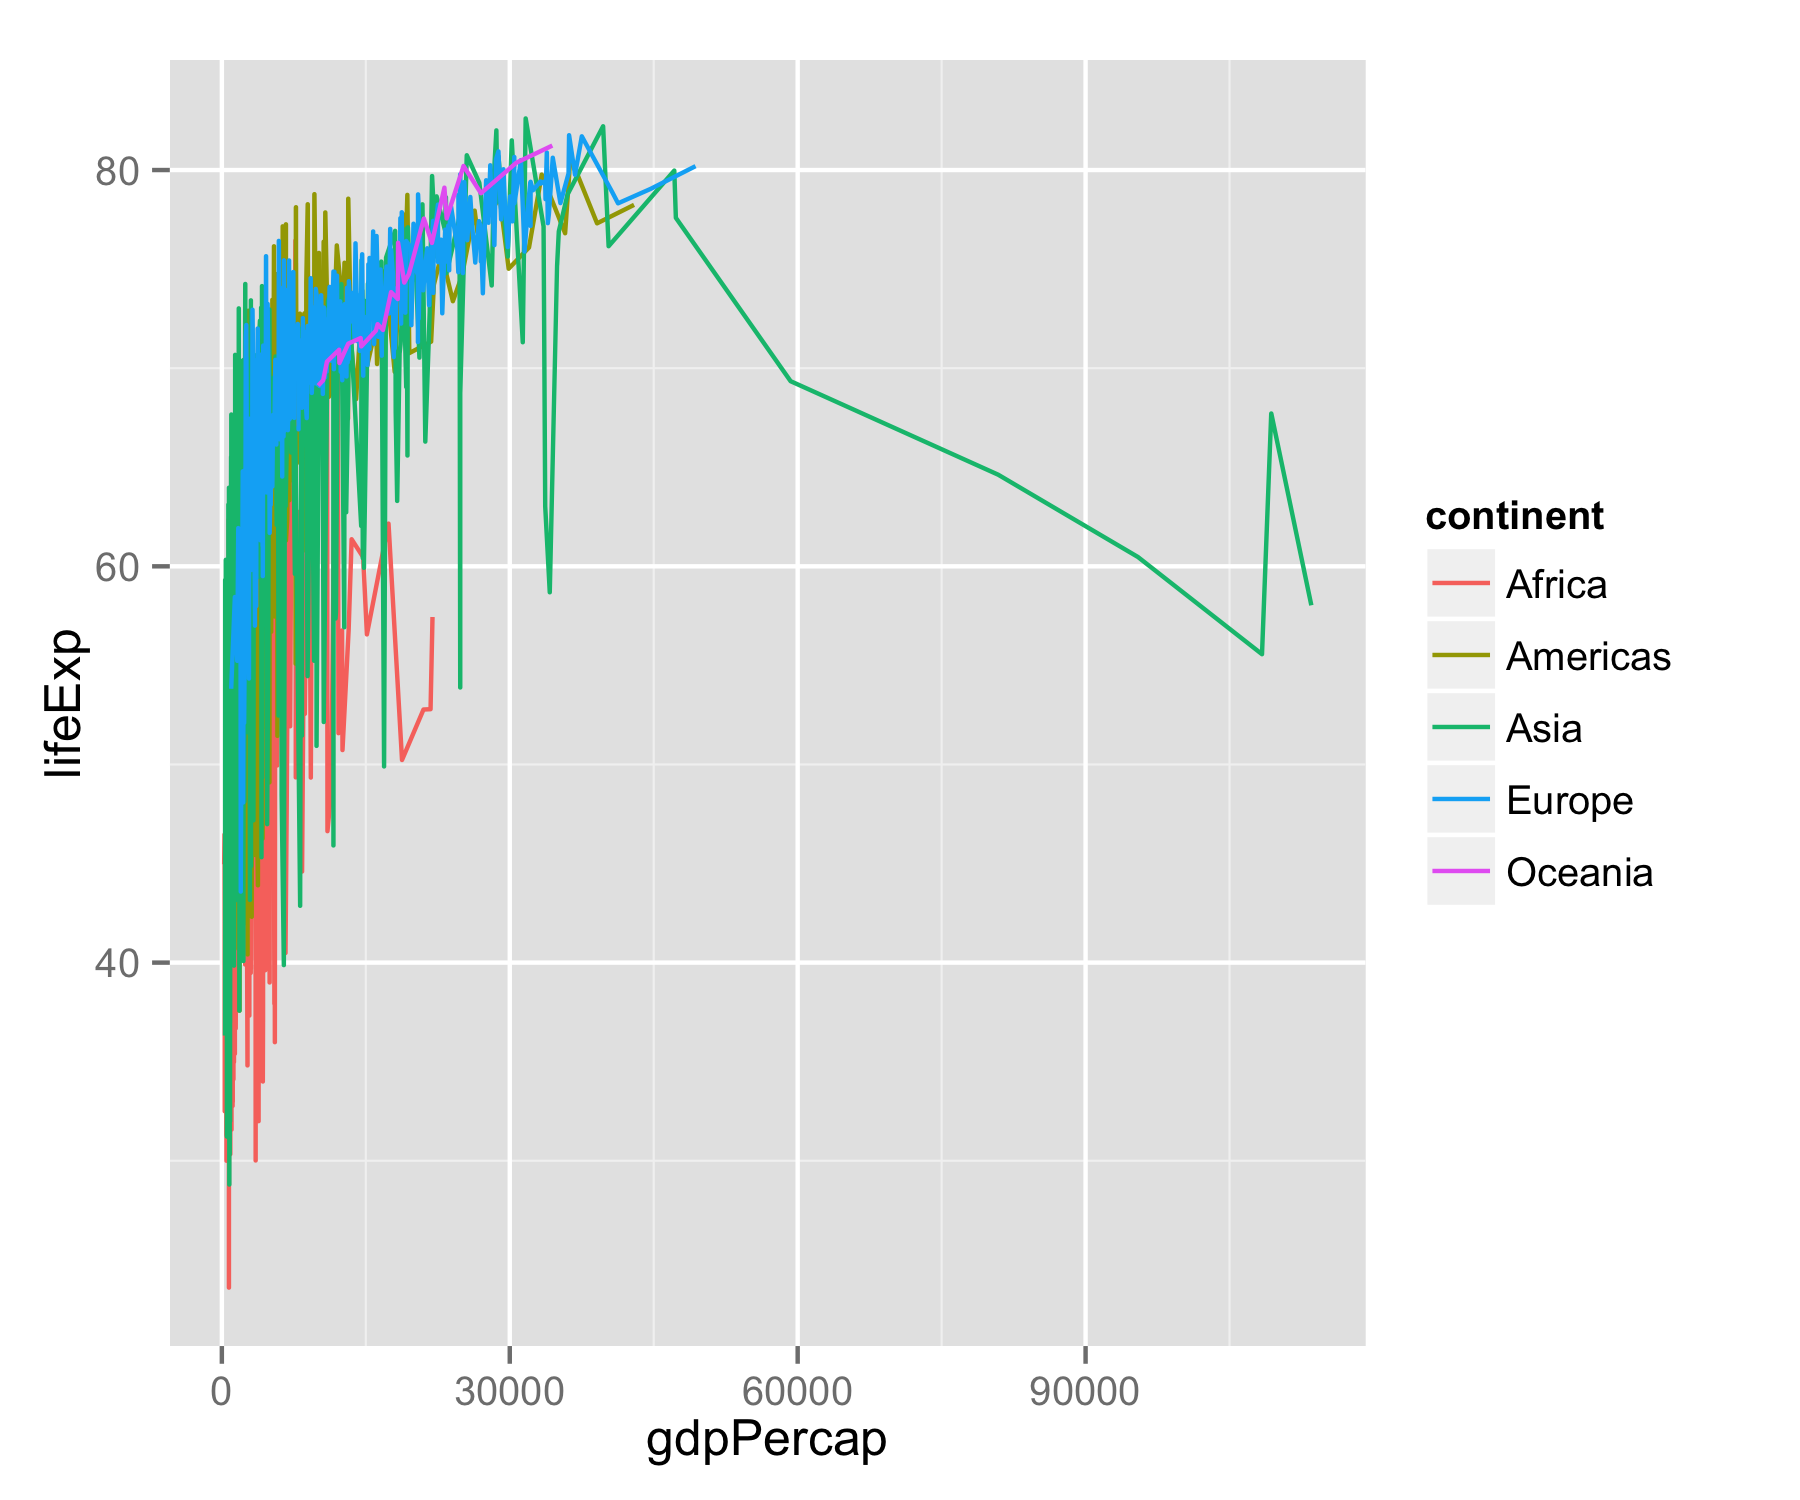 80
60
40
lifeExp
0
30000
60000
90000
gdpPercap
continent
Africa
Americas
Asia
Europe
Oceania